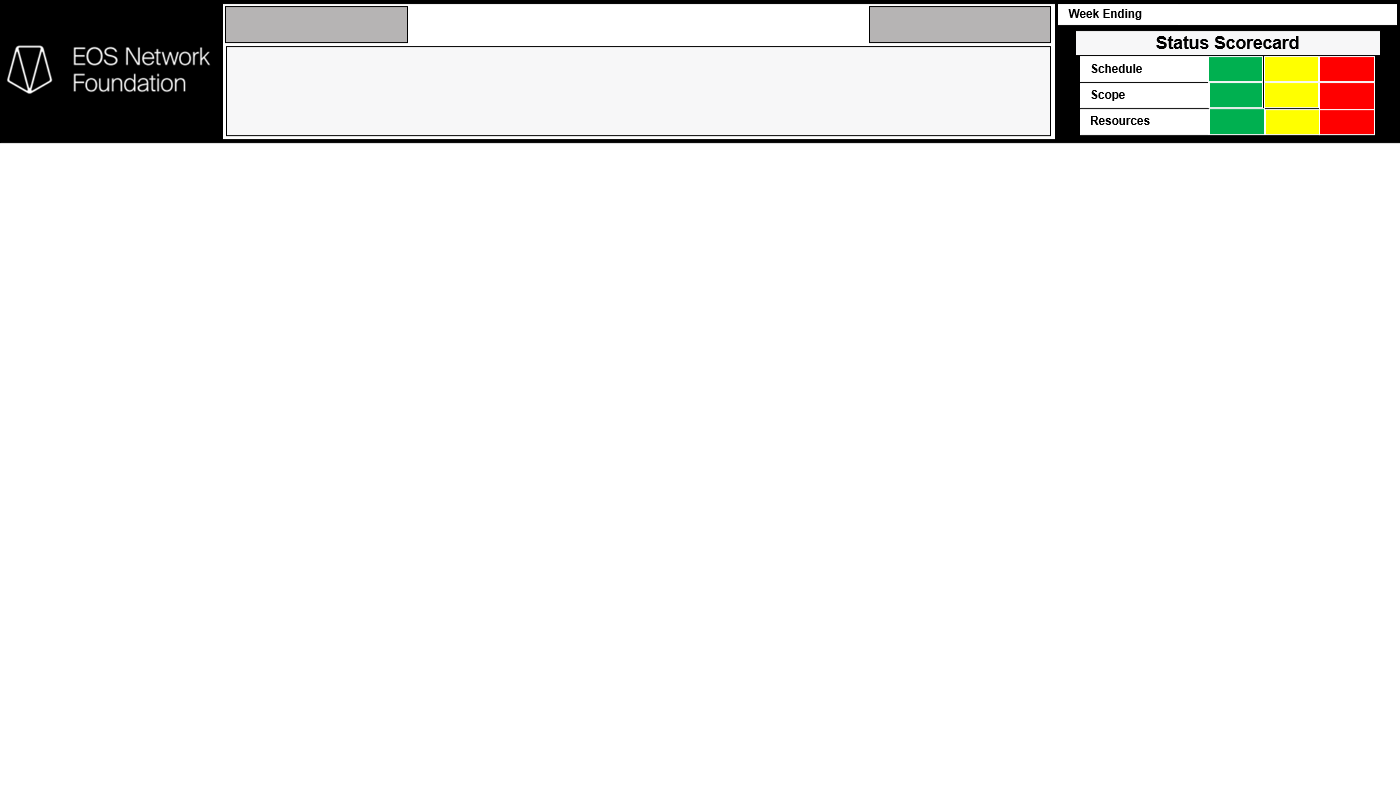 EOS Network
Foundation
Week Ending
Status Scorecard
Schedule
Scope
Resources